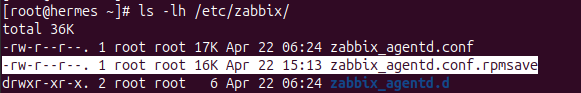 [root@hermes ~]# ls -lh /etc/zabbix/
total 36K
-rw-r--r--. 1 root root 17K Apr 22 06:24 zabbix_agentd.conf
-rw-r--r--. 1 root root 16K Apr 22 15:13 zabbix_agentd.conf.rpmsave
drwxr-xr-x. 2 root root   6 Apr 22 06:24 zabbix_agentd.d